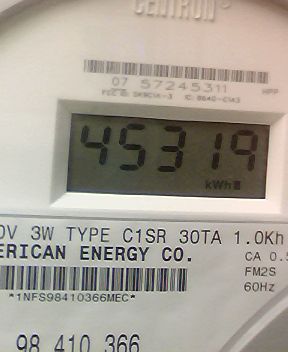 CENTRON®
07 57245311
HPP
45319
kWh
0V 3W TYPE C1SR 30TA 1.0Kh
ERICAN ENERGY CO.
CA 0.5
FM2S
*1NFS98410366MEC*
60Hz
98 410 366